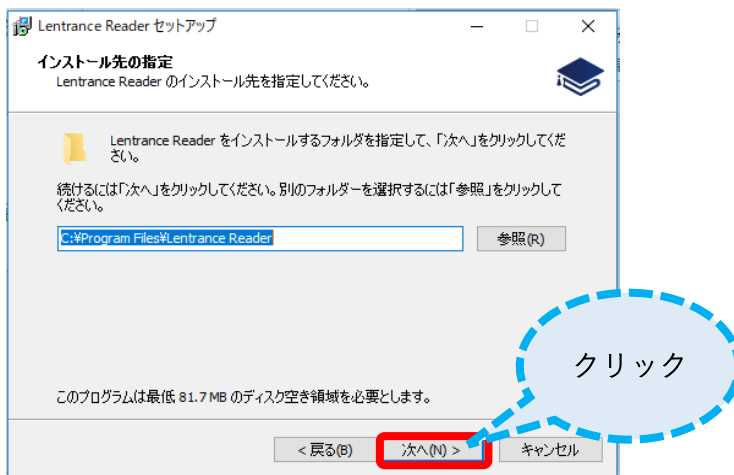 Lentrance Reader セットアップ
インストール先の指定
Lentrance Reader のインストール先を指定してください。
Lentrance Reader をインストールするフォルダを指定して、「次へ」をクリックしてくだ
さい。
続けるには「次へ」をクリックしてください。別のフォルダーを選択するには「参照」をクリックして
ください。
C:¥Program Files¥Lentrance Reader
参照(R)
クリック
このプログラムは最低 81.7 MB のディスク空き領域を必要とします。
< 戻る(B)
次へ(N) >
キャンセル